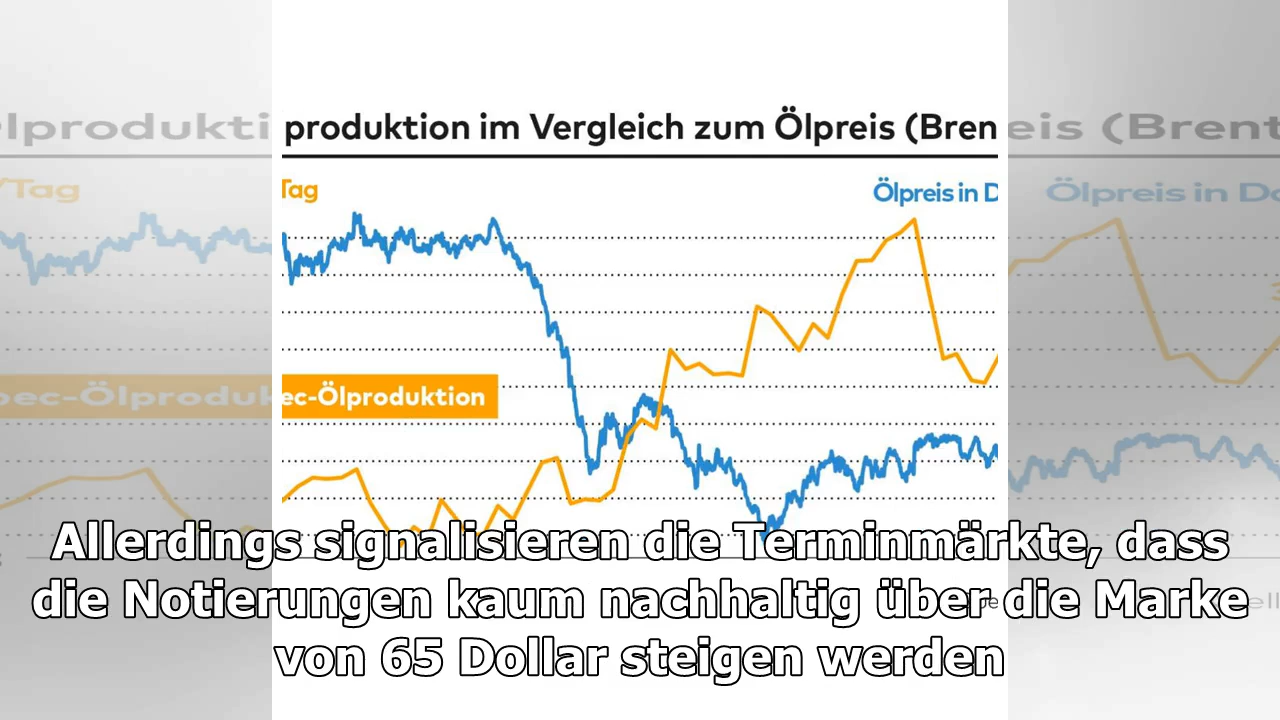 produktion im Vergleich zum Ölpreis (Bren
Tag
Ölpreis in D
ec-Ölproduktion
Allerdings signalisieren die Terminmärkte, dass
die Notierungen kaum nachhaltig über die Marke
von 65 Dollar steigen werden